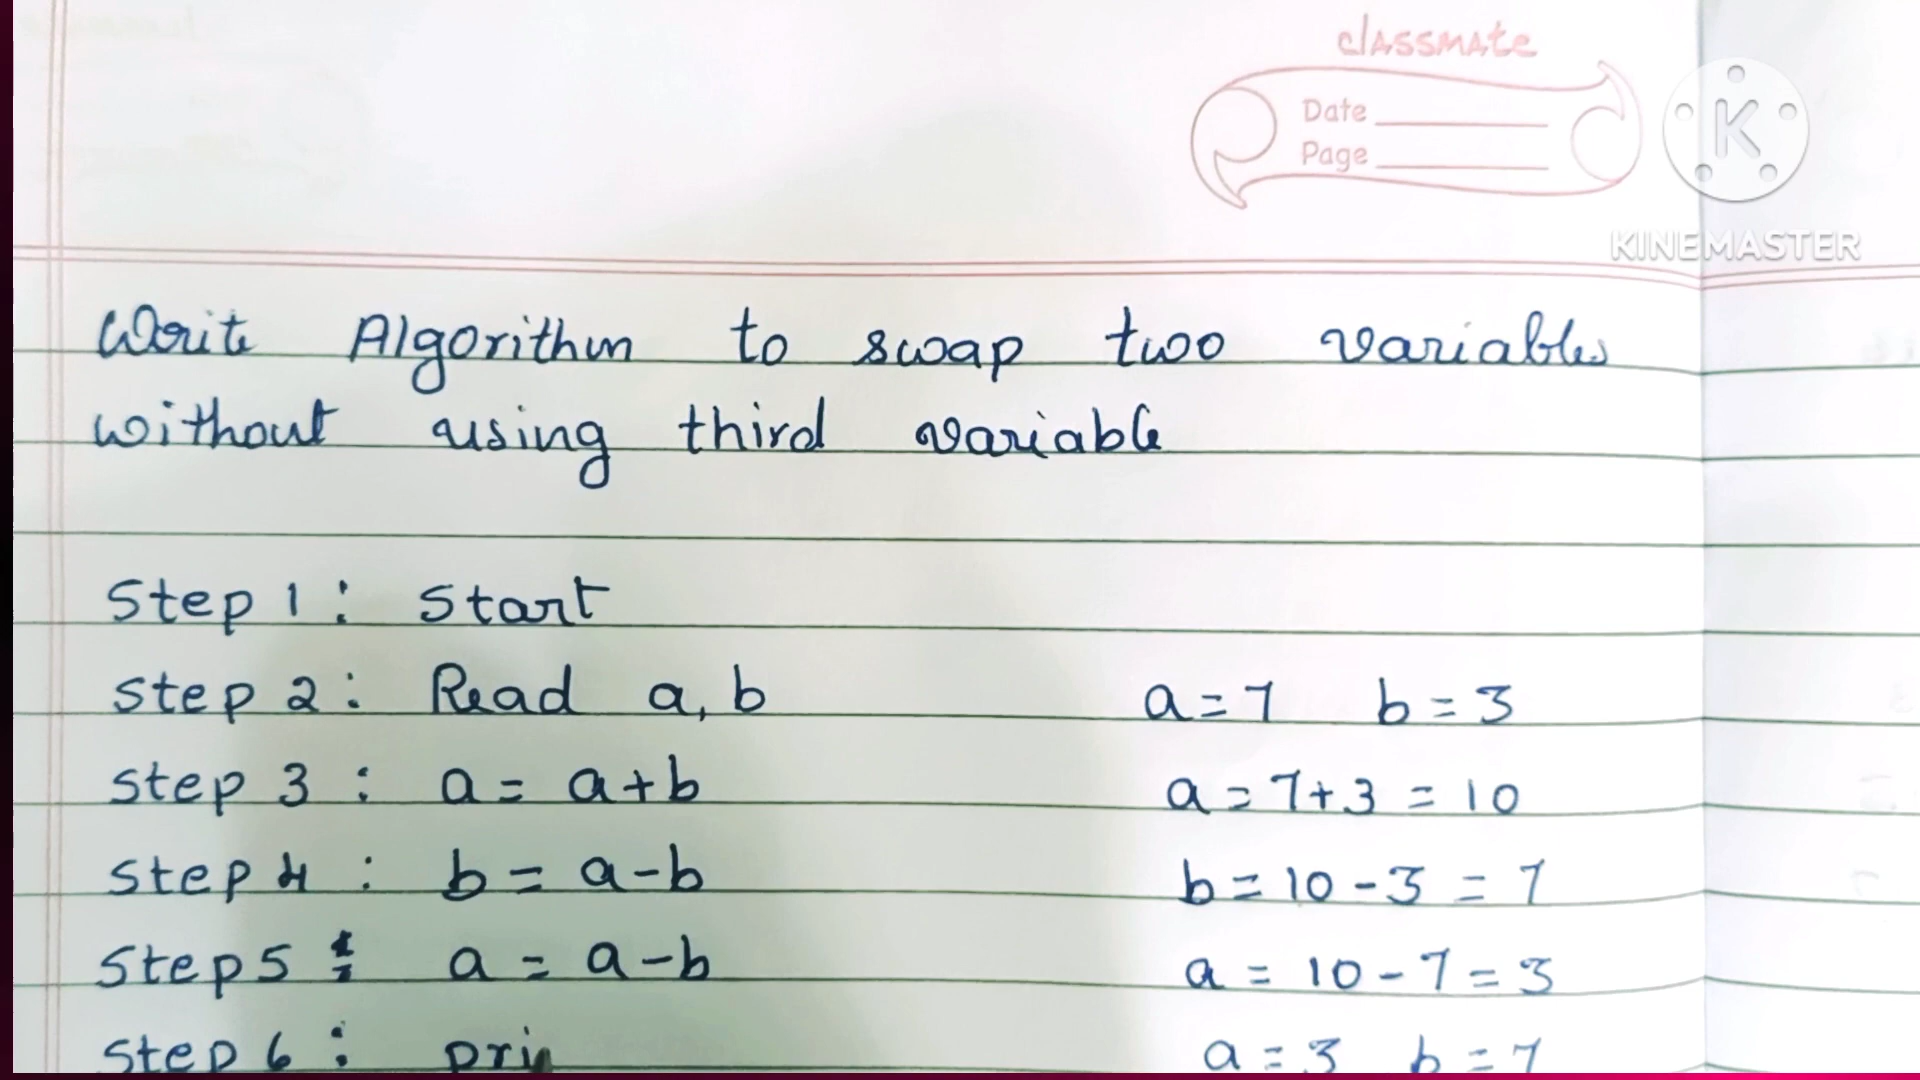 classmate
Date
Page
K
KINEMASTER
Write Algorithm to swap two variables
without using third variable
Step 1 : Start
Step 2 : Read a, b a = 7 b = 3
Step 3 : a = a+b a = 7+3 = 10
Step 4 : b = a-b b = 10-3 = 7
Step 5 : a = a-b a = 10-7 = 3
Step 6 : pri a = 3 b = 7